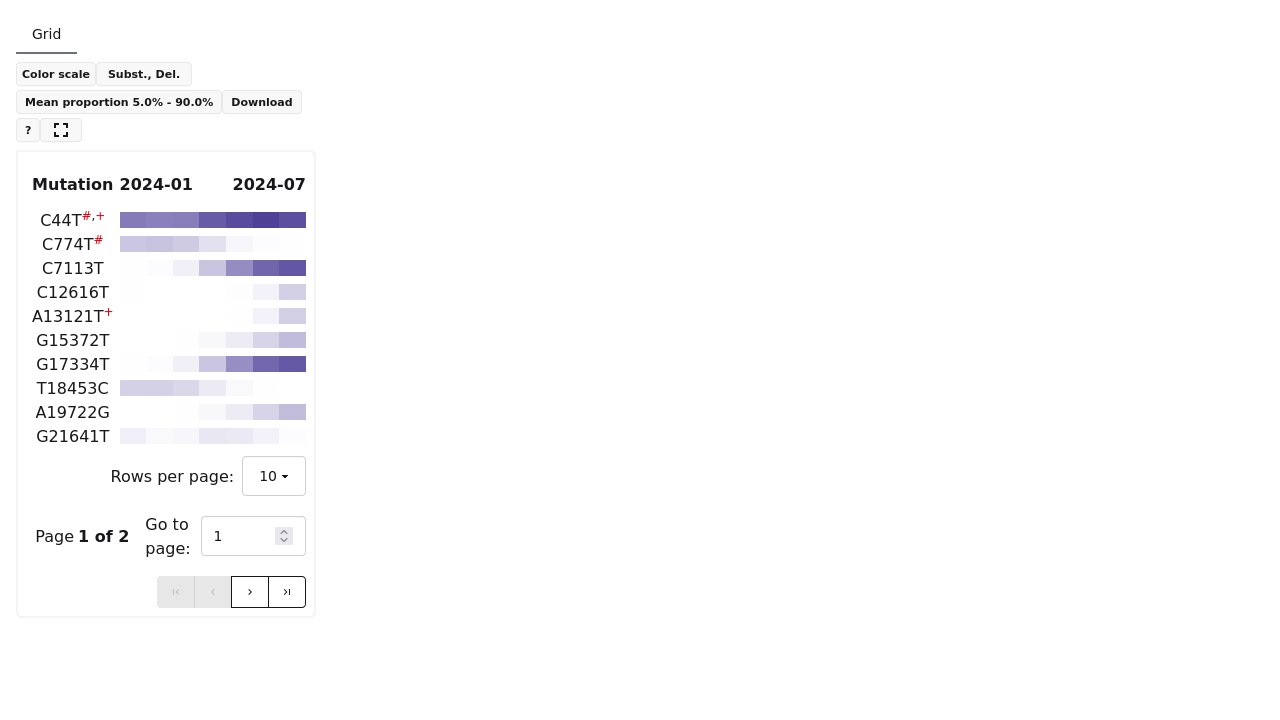 Grid
Color scale Subst., Del.
Mean proportion 5.0% - 90.0% Download
?
Mutation 2024-01 2024-07
C44T#,+
C774T#
C7113T
C12616T
A13121T+
G15372T
G17334T
T18453C
A19722G
G21641T
Rows per page: 10
Page 1 of 2 Go to page: 1